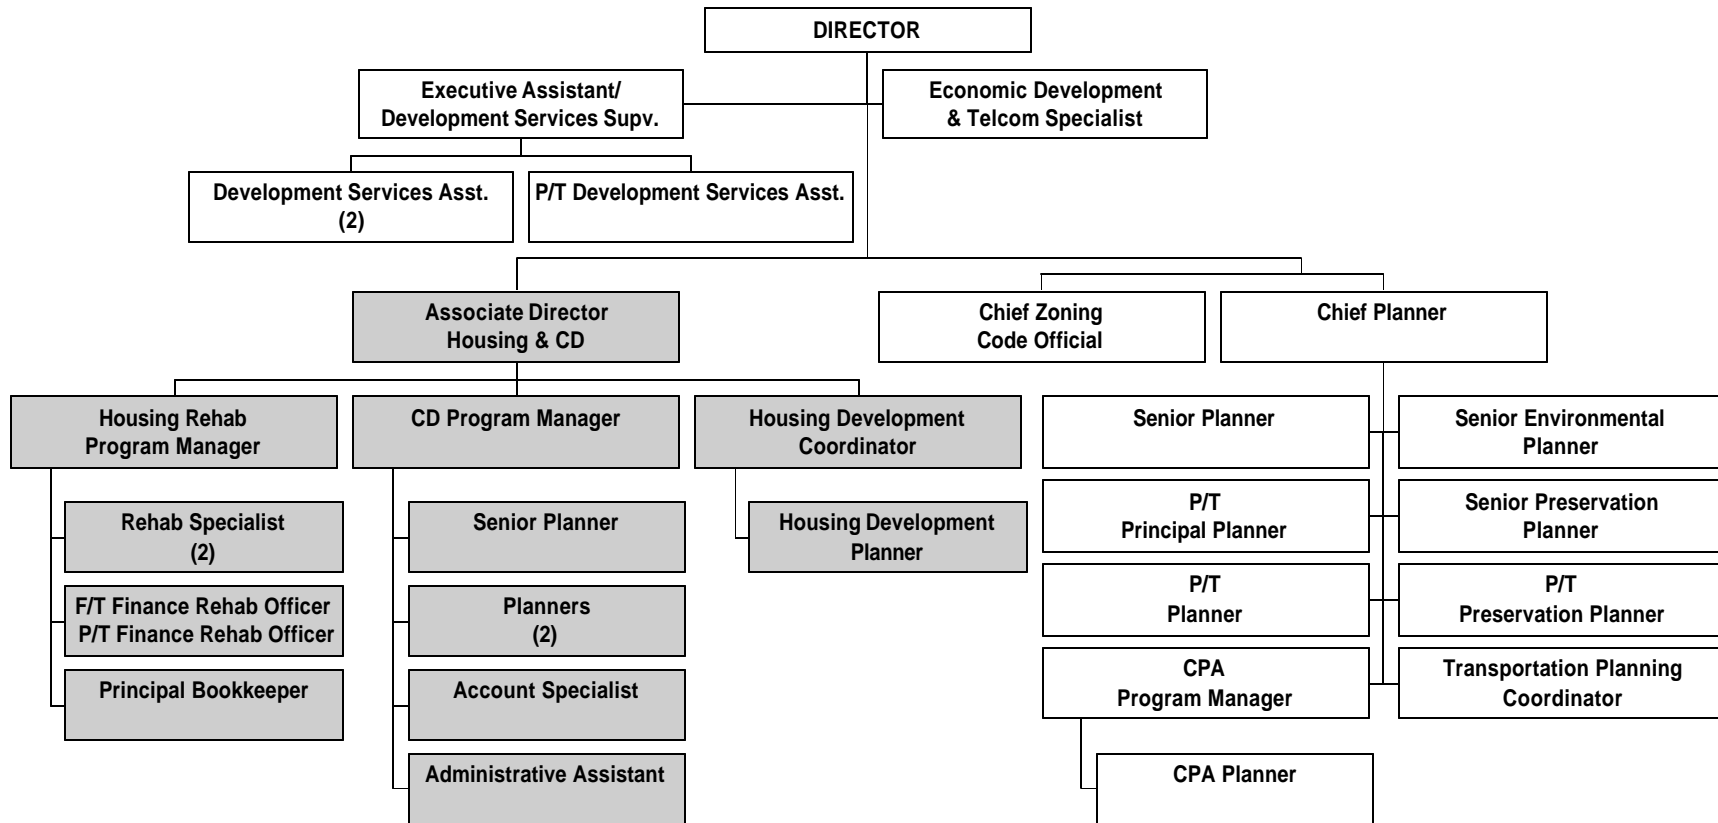 DIRECTOR
Executive Assistant/
Development Services Supv.
Economic Development
& Telcom Specialist
Development Services Asst.
(2)
P/T Development Services Asst.
Associate Director
Housing & CD
Chief Zoning
Code Official
Chief Planner
Housing Rehab
Program Manager
CD Program Manager
Housing Development
Coordinator
Senior Planner
Senior Environmental
Planner
Rehab Specialist
(2)
Senior Planner
Housing Development
Planner
P/T
Principal Planner
Senior Preservation
Planner
F/T Finance Rehab Officer
P/T Finance Rehab Officer
Planners
(2)
P/T
Planner
P/T
Preservation Planner
Principal Bookkeeper
Account Specialist
CPA
Program Manager
Transportation Planning
Coordinator
Administrative Assistant
CPA Planner